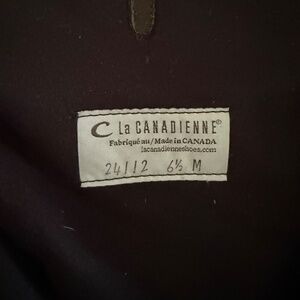 C La CANADIENNE®
Fabriqué au/Made in CANADA
lacanadienneshoes.com
24112 6½ M